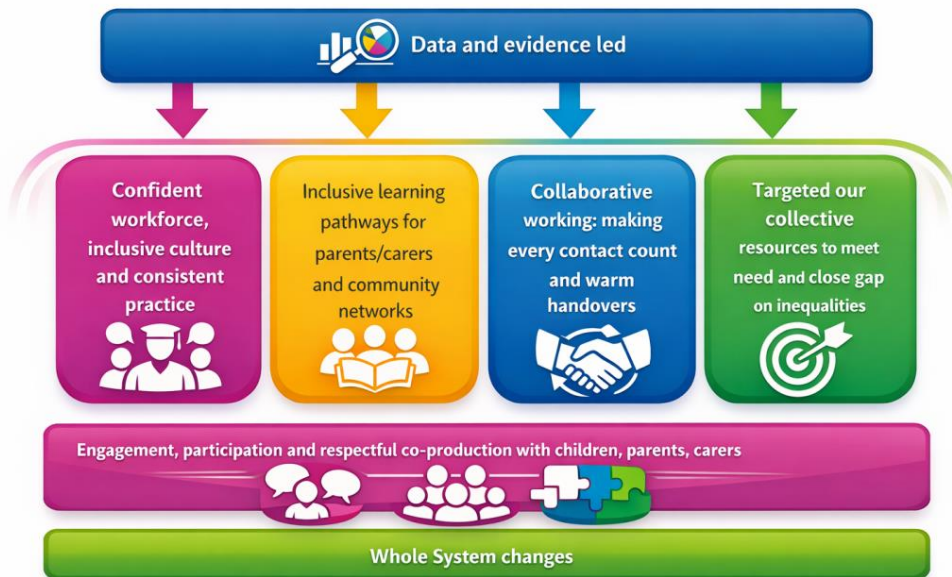 Data and evidence led
Confident
workforce,
inclusive culture
and consistent
practice
Inclusive learning
pathways for
parents/carers
and community
networks
Collaborative
working: making
every contact count
and warm
handovers
Targeted our
collective
resources to meet
need and close gap
on inequalities
Engagement, participation and respectful co-production with children, parents, carers
Whole System changes